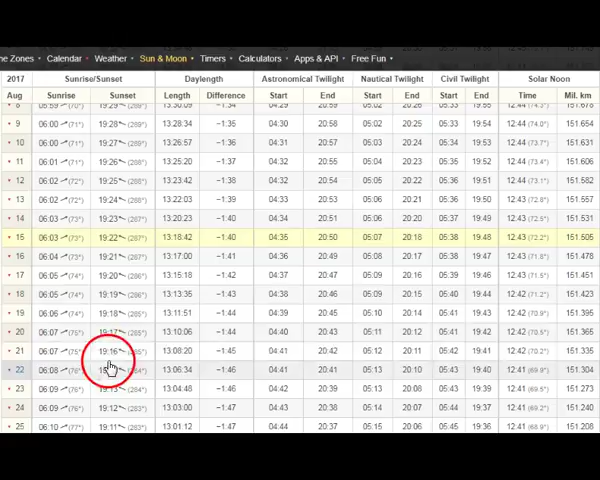 ne Zones Calendar Weather Sun & Moon Timers Calculators Apps & API Free Fun
2017 Sunrise/Sunset Daylength Astronomical Twilight Nautical Twilight Civil Twilight Solar Noon
Aug Sunrise Sunset Length Difference Start End Start End Start End Time Mil. km
8 05:59 (70°) 19:29 (289°) 13:30:09 −1:34 04:29 20:59 05:02 20:26 05:33 19:55 12:44 (74.3°) 151.678
9 06:00 (71°) 19:28 (289°) 13:28:34 −1:35 04:30 20:58 05:03 20:25 05:34 19:54 12:44 (74.0°) 151.654
10 06:00 (71°) 19:27 (289°) 13:26:57 −1:36 04:31 20:57 05:03 20:24 05:34 19:53 12:44 (73.7°) 151.631
11 06:01 (71°) 19:26 (288°) 13:25:20 −1:37 04:32 20:55 05:04 20:23 05:35 19:52 12:44 (73.4°) 151.606
12 06:02 (72°) 19:25 (288°) 13:23:42 −1:38 04:32 20:54 05:05 20:22 05:36 19:51 12:44 (73.1°) 151.582
13 06:02 (72°) 19:24 (288°) 13:22:03 −1:39 04:33 20:53 05:06 20:21 05:36 19:50 12:43 (72.8°) 151.557
14 06:03 (73°) 19:22 (287°) 13:20:23 −1:40 04:34 20:51 05:06 20:19 05:37 19:49 12:43 (72.5°) 151.531
15 06:03 (73°) 19:22 (287°) 13:18:42 −1:40 04:35 20:50 05:07 20:18 05:38 19:48 12:43 (72.2°) 151.505
16 06:04 (73°) 19:21 (287°) 13:17:00 −1:41 04:36 20:49 05:08 20:17 05:38 19:47 12:43 (71.8°) 151.478
17 06:05 (74°) 19:20 (286°) 13:15:18 −1:42 04:37 20:48 05:09 20:16 05:39 19:46 12:43 (71.5°) 151.451
18 06:05 (74°) 19:19 (286°) 13:13:35 −1:43 04:38 20:46 05:09 20:15 05:40 19:44 12:42 (71.2°) 151.423
19 06:06 (74°) 19:18 (285°) 13:11:51 −1:44 04:39 20:45 05:10 20:14 05:40 19:43 12:42 (70.9°) 151.395
20 06:07 (75°) 19:17 (285°) 13:10:06 −1:44 04:40 20:43 05:11 20:12 05:41 19:42 12:42 (70.5°) 151.365
21 06:07 (75°) 19:16 13:08:20 −1:45 04:41 20:42 05:12 20:11 05:42 19:41 12:42 (70.2°) 151.335
22 06:08 (76°) 13:06:34 −1:46 04:41 20:41 05:13 20:10 05:43 19:40 12:41 (69.9°) 151.304
23 06:09 (76°) 19:13 (284°) 13:04:48 −1:46 04:42 20:39 05:13 20:08 05:43 19:38 12:41 (69.5°) 151.273
24 06:09 (76°) 19:12 (283°) 13:03:00 −1:47 04:43 20:38 05:14 20:07 05:44 19:37 12:41 (69.2°) 151.240
25 06:10 (77°) 19:11 (283°) 13:01:12 −1:47 04:44 20:37 05:15 20:06 05:45 19:36 12:41 (68.9°) 151.208